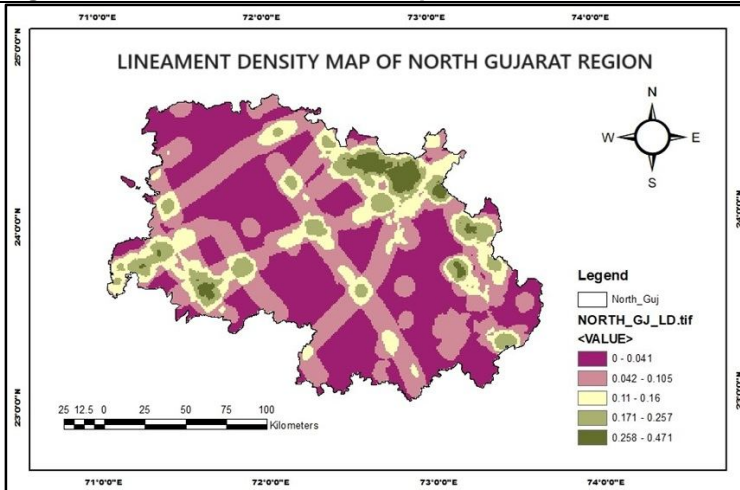 71°0'0"E 72°0'0"E 73°0'0"E 74°0'0"E
25°0'0"N
LINEAMENT DENSITY MAP OF NORTH GUJARAT REGION
N
W E
S
24°0'0"N
Legend
North_Guj
NORTH_GJ_LD.tif
<VALUE>
0 - 0.041
0.042 - 0.105
0.11 - 0.16
0.171 - 0.257
0.258 - 0.471
23°0'0"N
25 12.5 0 25 50 75 100
Kilometers
71°0'0"E 72°0'0"E 73°0'0"E 74°0'0"E